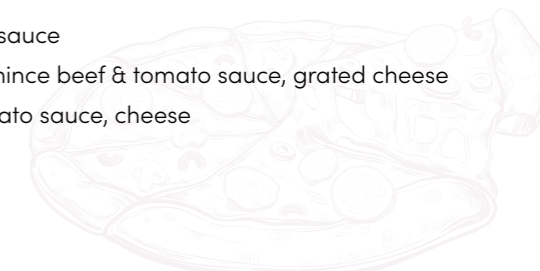 sauce
mince beef & tomato sauce, grated cheese
ato sauce, cheese